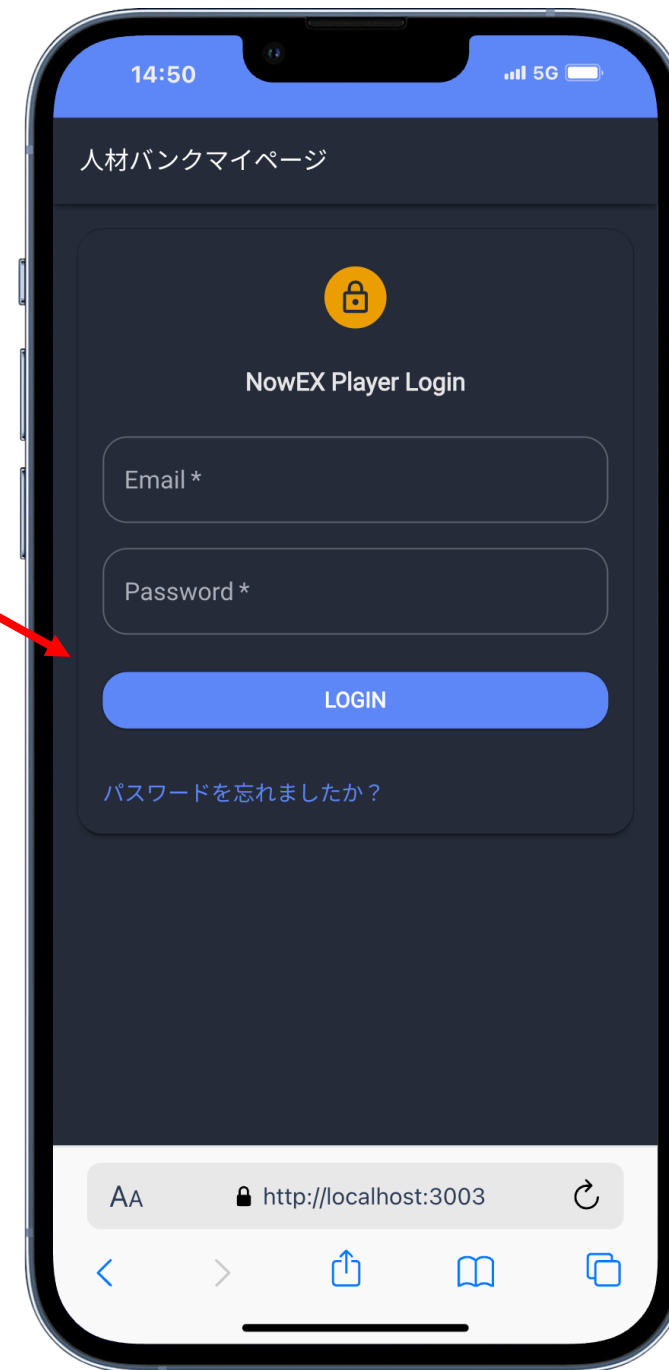 14:50
5G
人材バンクマイページ
NowEX Player Login
Email *
Password *
LOGIN
パスワードを忘れましたか？
AA
http://localhost:3003